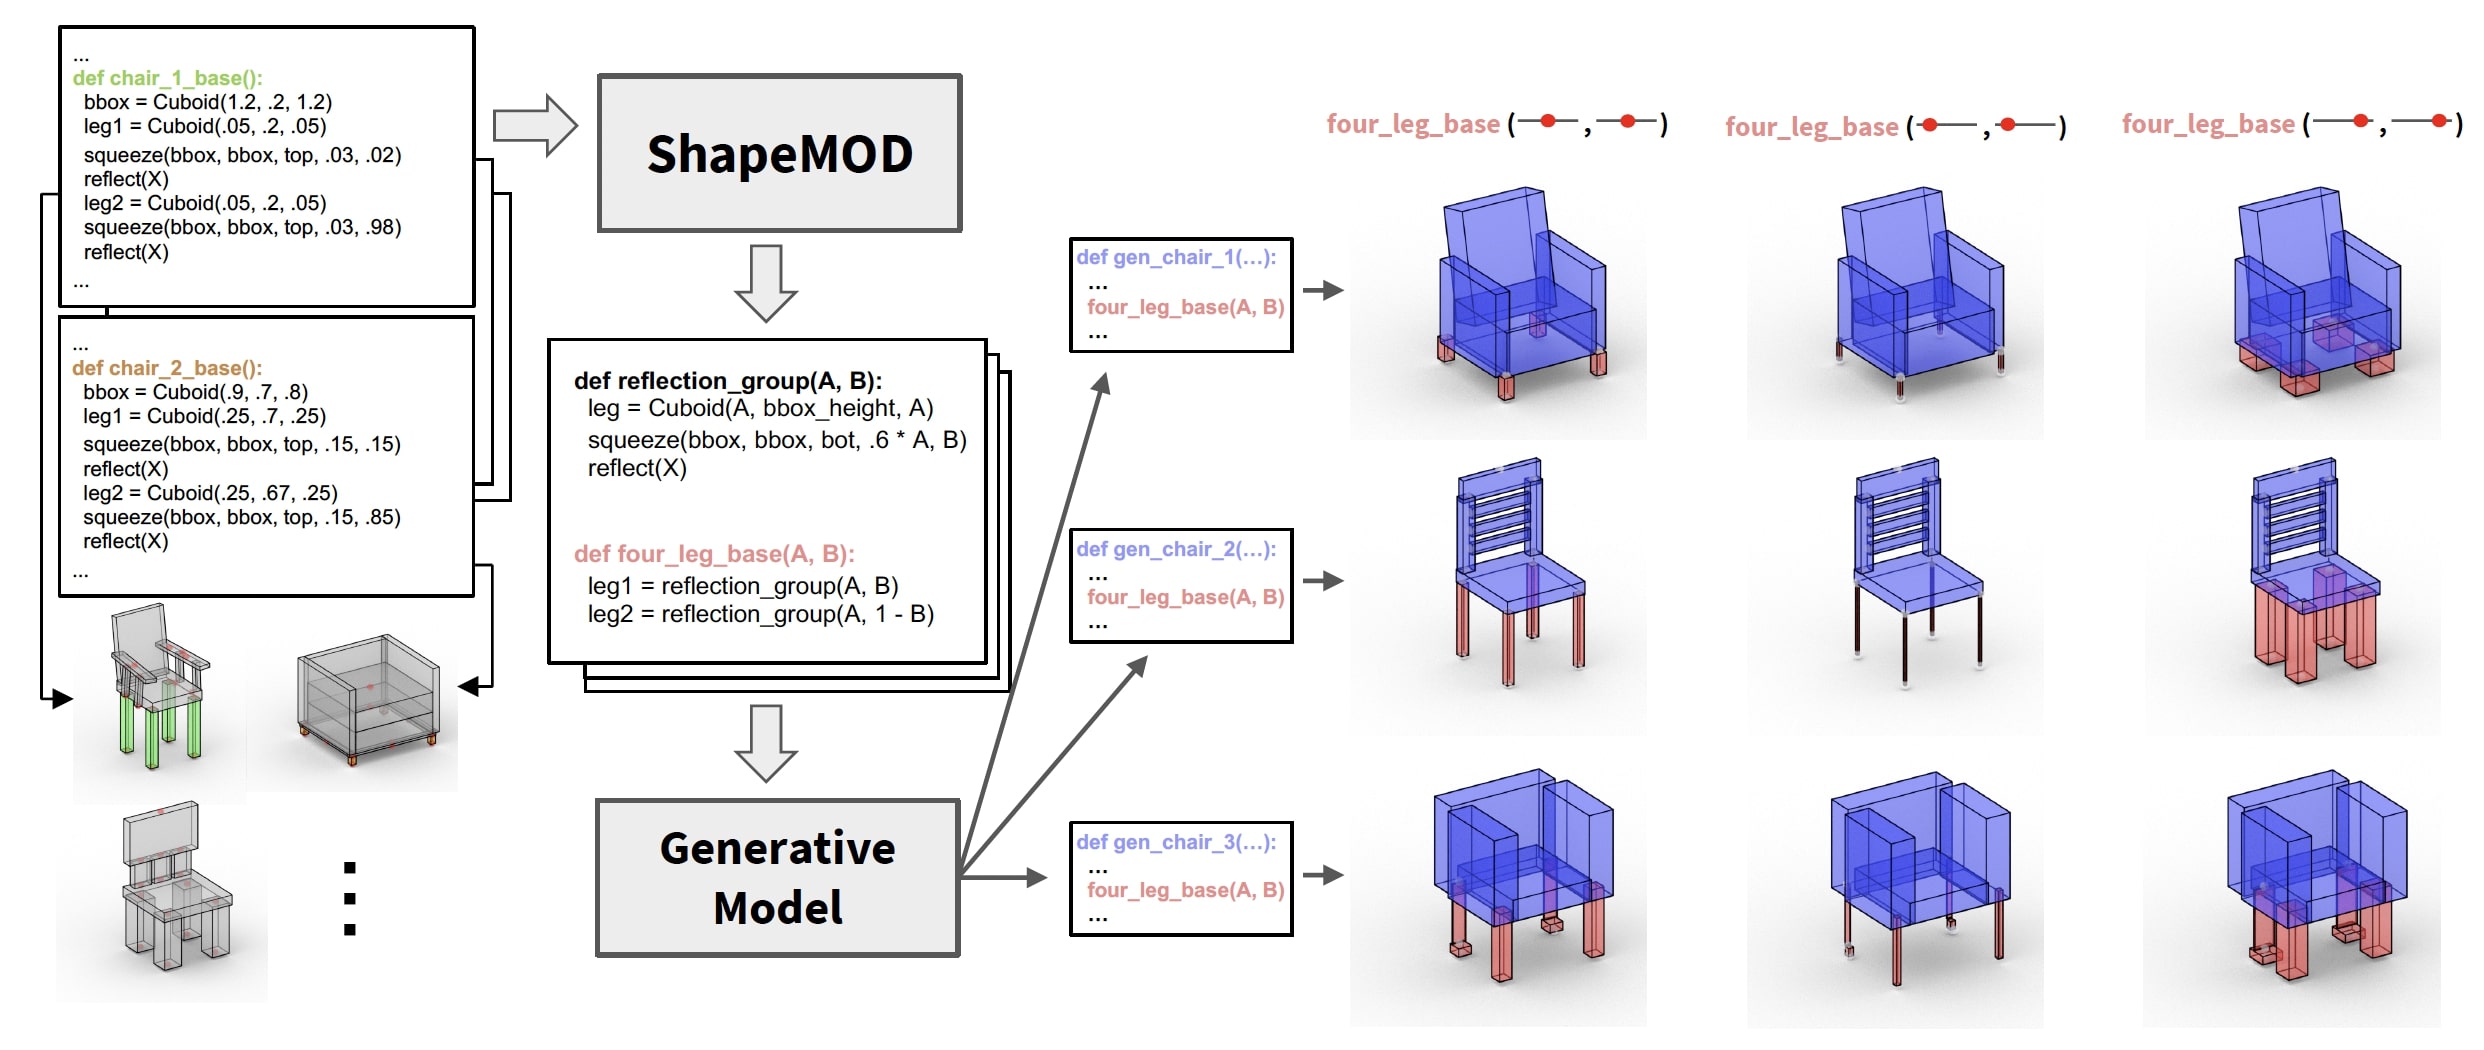 ...
def chair_1_base():
bbox = Cuboid(1.2, .2, 1.2)
leg1 = Cuboid(.05, .2, .05)
squeeze(bbox, bbox, top, .03, .02)
reflect(X)
leg2 = Cuboid(.05, .2, .05)
squeeze(bbox, bbox, top, .03, .98)
reflect(X)
...
...
def chair_2_base():
bbox = Cuboid(.9, .7, .8)
leg1 = Cuboid(.25, .7, .25)
squeeze(bbox, bbox, top, .15, .15)
reflect(X)
leg2 = Cuboid(.25, .67, .25)
squeeze(bbox, bbox, top, .15, .85)
reflect(X)
...
ShapeMOD
def reflection_group(A, B):
leg = Cuboid(A, bbox_height, A)
squeeze(bbox, bbox, bot, .6 * A, B)
reflect(X)
def four_leg_base(A, B):
leg1 = reflection_group(A, B)
leg2 = reflection_group(A, 1 - B)
Generative
Model
def gen_chair_1(...):
...
four_leg_base(A, B)
...
def gen_chair_2(...):
...
four_leg_base(A, B)
...
def gen_chair_3(...):
...
four_leg_base(A, B)
...
four_leg_base ( , )
four_leg_base ( , )
four_leg_base ( , )